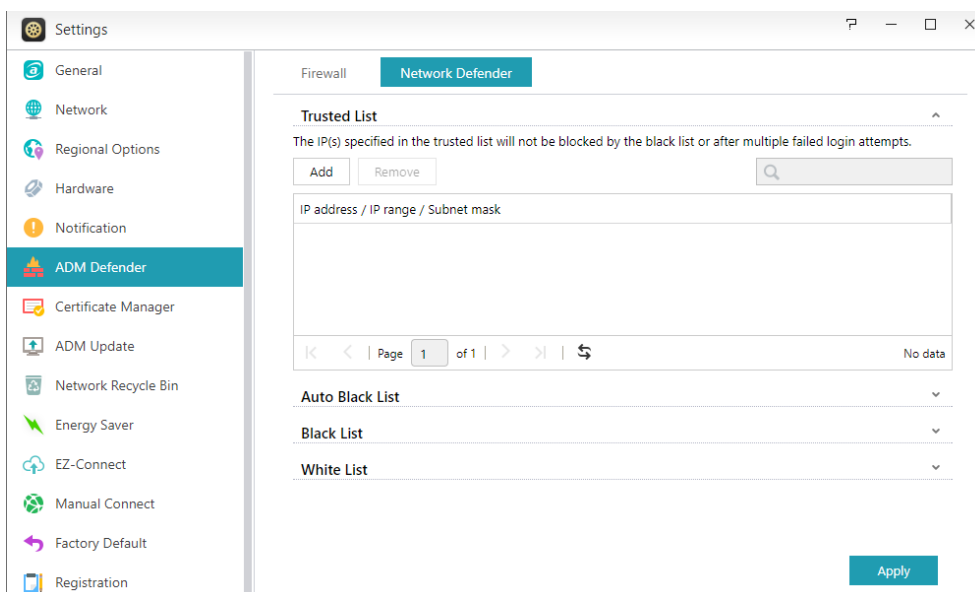 Settings
General
Network
Regional Options
Hardware
Notification
ADM Defender
Certificate Manager
ADM Update
Network Recycle Bin
Energy Saver
EZ-Connect
Manual Connect
Factory Default
Registration
Firewall Network Defender
Trusted List
The IP(s) specified in the trusted list will not be blocked by the black list or after multiple failed login attempts.
Add Remove
IP address / IP range / Subnet mask
Page 1 of 1 No data
Auto Black List
Black List
White List
Apply